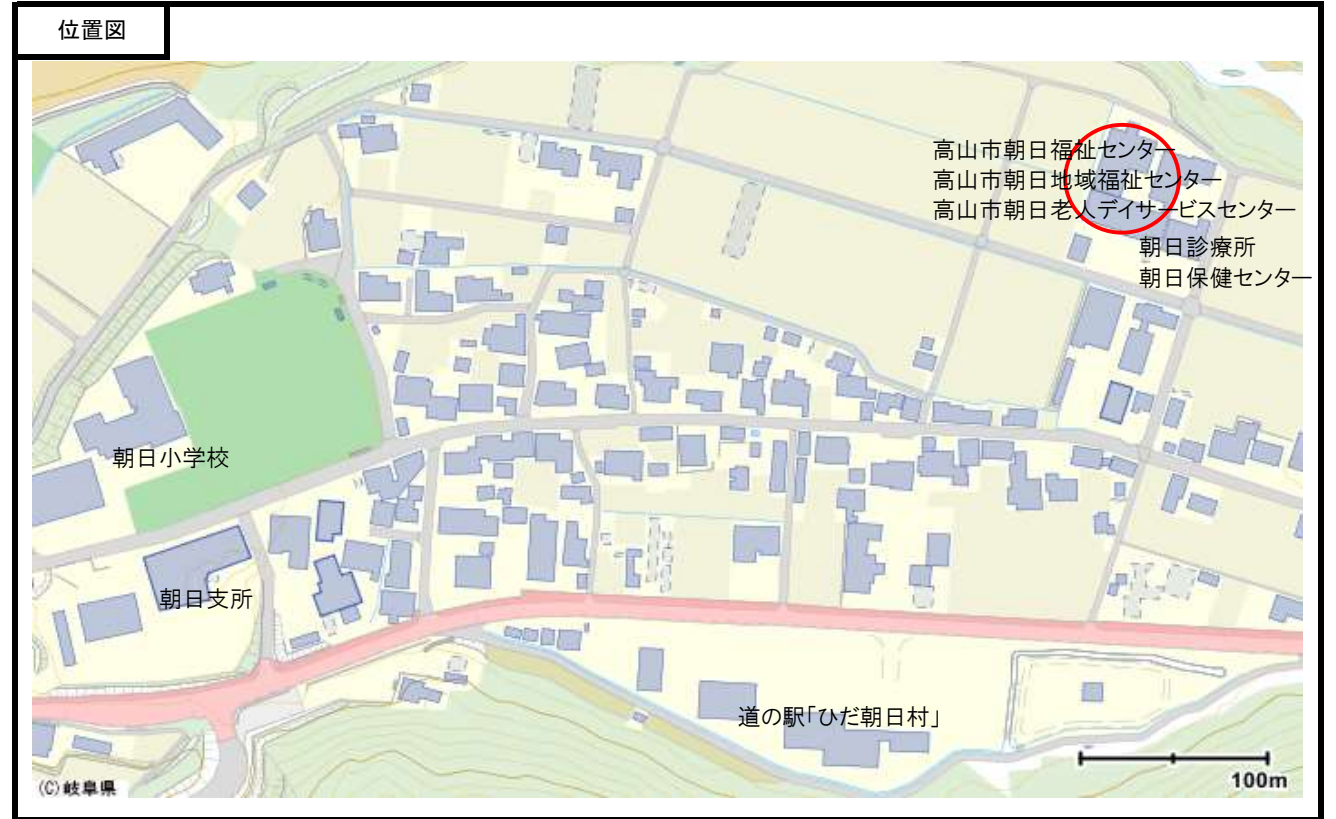 位置図
高山市朝日福祉センター
高山市朝日地域福祉センター
高山市朝日老人デイサービスセンター
朝日診療所
朝日保健センター
朝日小学校
朝日支所
道の駅「ひだ朝日村」
100m
(C)岐阜県